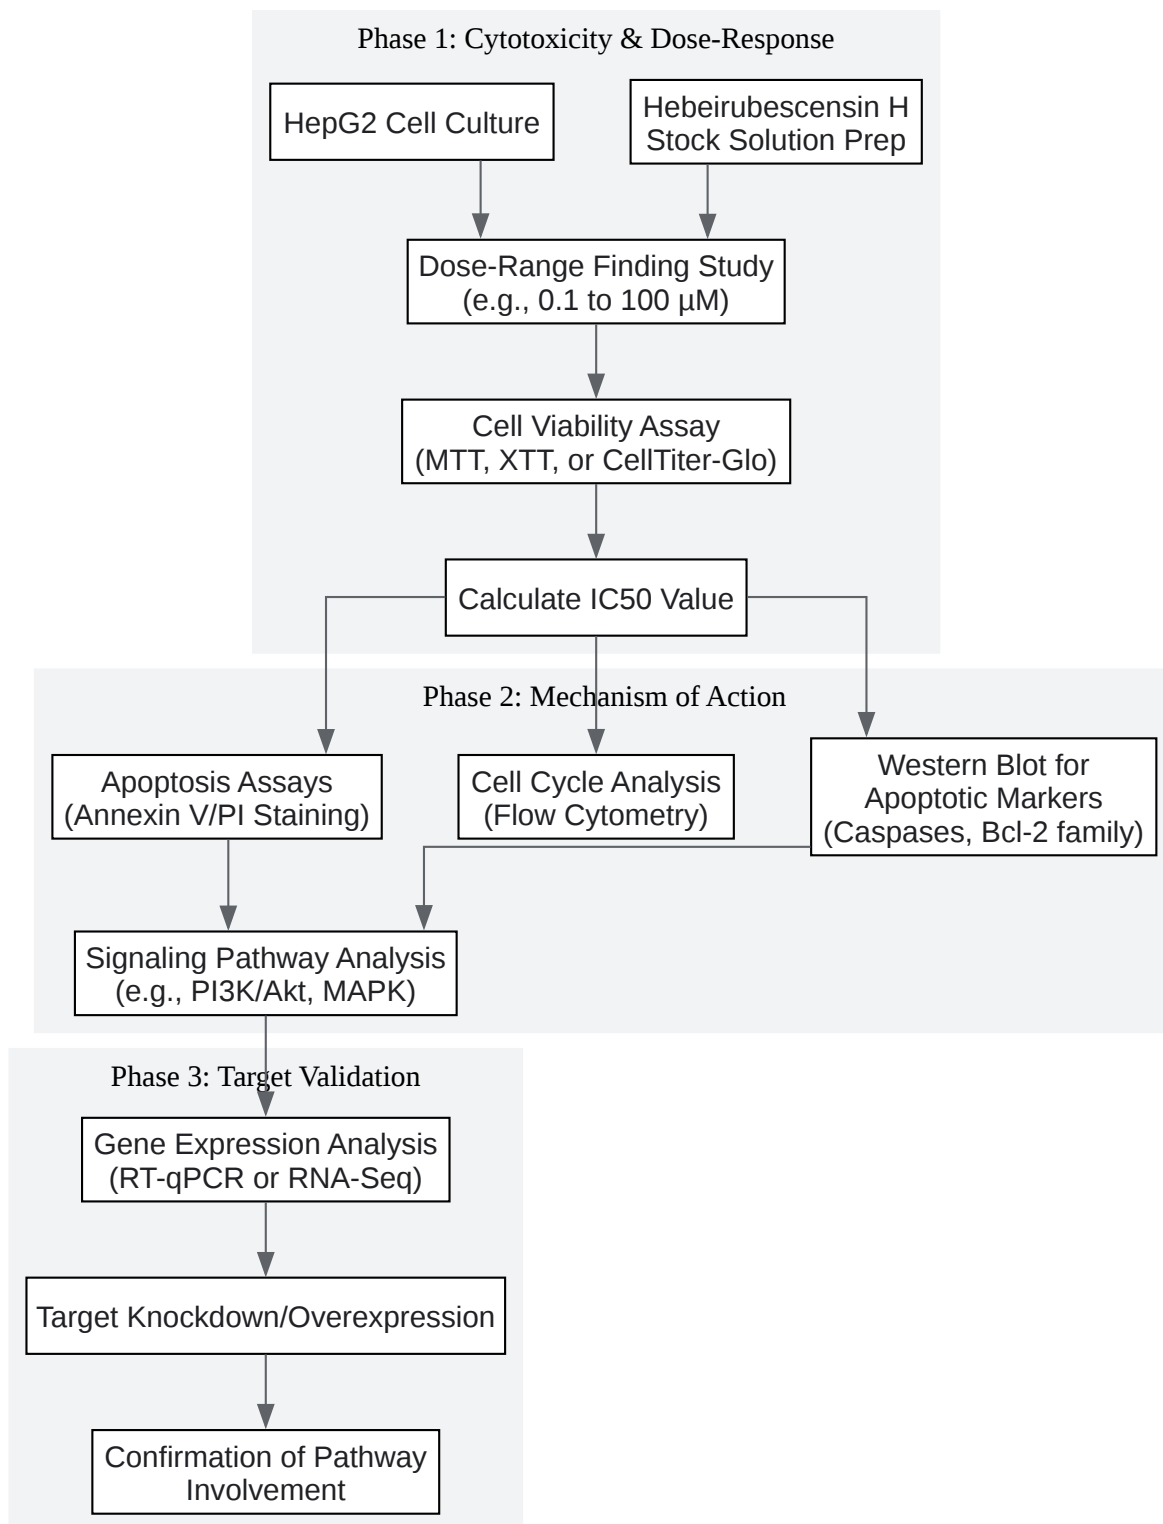 Phase 1: Cytotoxicity & Dose-Response
HepG2 Cell Culture
Hebeirubescensin H
Stock Solution Prep
Dose-Range Finding Study
(e.g., 0.1 to 100 µM)
Cell Viability Assay
(MTT, XTT, or CellTiter-Glo)
Calculate IC50 Value
Phase 2: Mechanism of Action
Apoptosis Assays
(Annexin V/PI Staining)
Cell Cycle Analysis
(Flow Cytometry)
Western Blot for
Apoptotic Markers
(Caspases, Bcl-2 family)
Signaling Pathway Analysis
(e.g., PI3K/Akt, MAPK)
Phase 3: Target Validation
Gene Expression Analysis
(RT-qPCR or RNA-Seq)
Target Knockdown/Overexpression
Confirmation of Pathway
Involvement